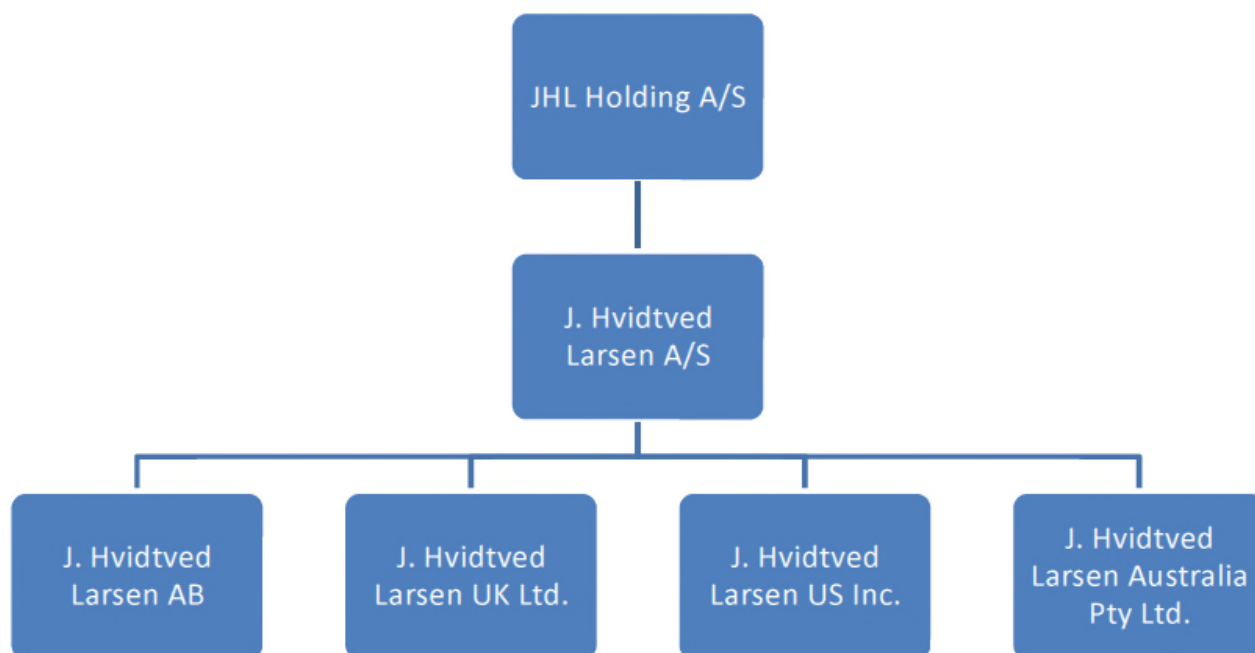 JHL Holding A/S
J. Hvidtved
Larsen A/S
J. Hvidtved
Larsen AB
J. Hvidtved
Larsen UK Ltd.
J. Hvidtved
Larsen US Inc.
J. Hvidtved
Larsen Australia
Pty Ltd.